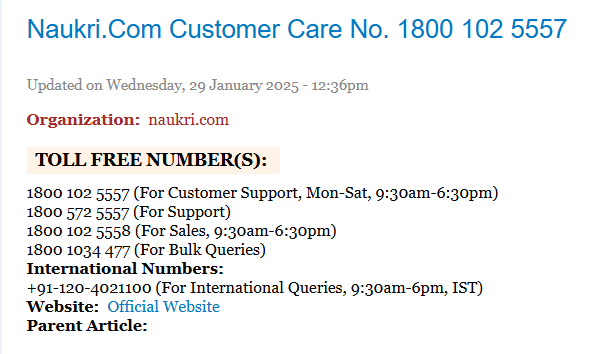 Naukri.Com Customer Care No. 1800 102 5557
Updated on Wednesday, 29 January 2025 - 12:36pm
Organization: naukri.com
TOLL FREE NUMBER(S):
1800 102 5557 (For Customer Support, Mon-Sat, 9:30am-6:30pm)
1800 572 5557 (For Support)
1800 102 5558 (For Sales, 9:30am-6:30pm)
1800 1034 477 (For Bulk Queries)
International Numbers:
+91-120-4021100 (For International Queries, 9:30am-6pm, IST)
Website: Official Website
Parent Article: